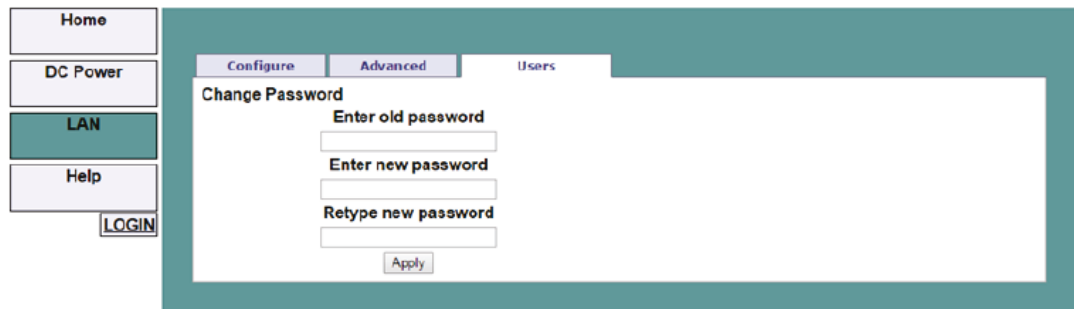 Home
DC Power
LAN
Help
LOGIN
Configure Advanced Users
Change Password
Enter old password
Enter new password
Retype new password
Apply